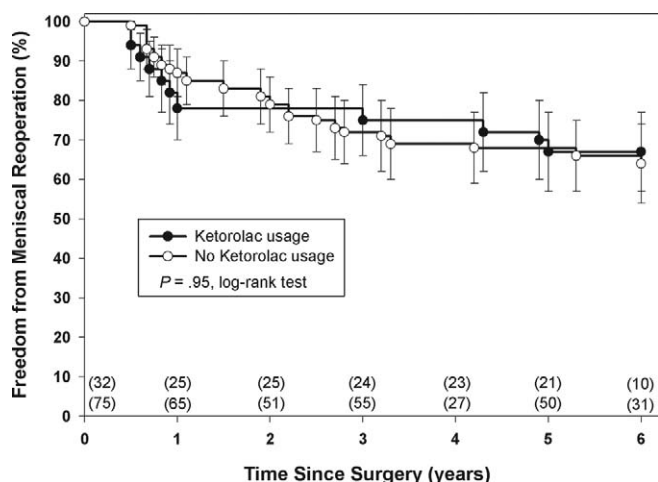 Freedom from Meniscal Reoperation (%)
100
90
80
70
60
50
40
30
20
10
0
Ketorolac usage
No Ketorolac usage
P = .95, log-rank test
(32) (25) (25) (24) (23) (21) (10)
(75) (65) (51) (55) (27) (50) (31)
0 1 2 3 4 5 6
Time Since Surgery (years)